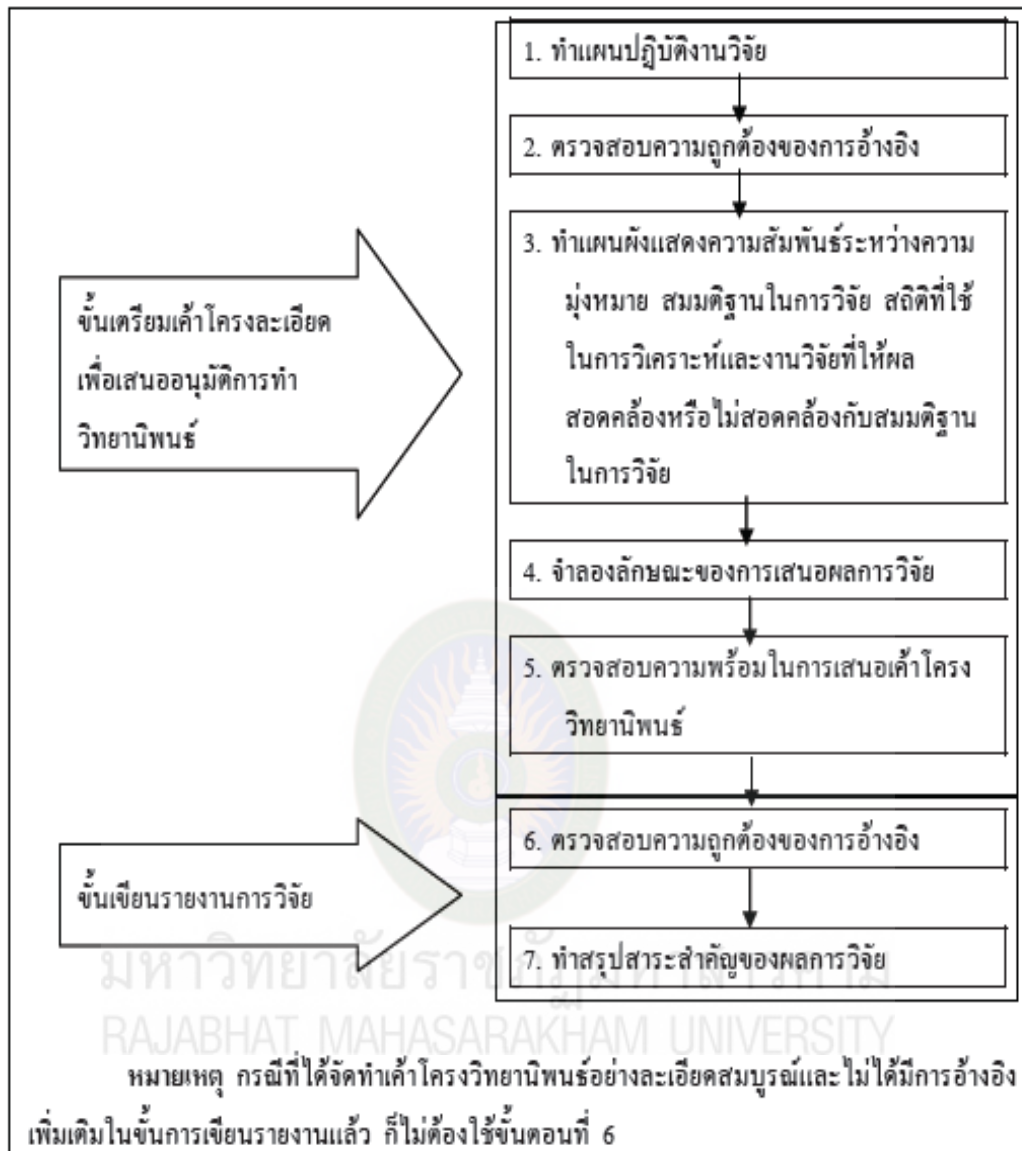 1. ทำแผนปฏิบัติงานวิจัย
2. ตรวจสอบความถูกต้องของการอ้างอิง
3. ทำแผนผังแสดงความสัมพันธ์ระหว่างความ
มุ่งหมาย สมมติฐานในการวิจัย สถิติที่ใช้
ในการวิเคราะห์และงานวิจัยที่ให้ผล
สอดคล้องหรือไม่สอดคล้องกับสมมติฐาน
ในการวิจัย
ขั้นเตรียมเค้าโครงละเอียด
เพื่อเสนออนุมัติการทำ
วิทยานิพนธ์
4. จำลองลักษณะของการเสนอผลการวิจัย
5. ตรวจสอบความพร้อมในการเสนอเค้าโครง
วิทยานิพนธ์
6. ตรวจสอบความถูกต้องของการอ้างอิง
ขั้นเขียนรายงานการวิจัย
7. ทำสรุปสาระสำคัญของผลการวิจัย
มหาวิทยาลัยราชภัฏมหาสารคาม
RAJABHAT MAHASARAKHAM UNIVERSITY
หมายเหตุ กรณีที่ได้จัดทำเค้าโครงวิทยานิพนธ์อย่างละเอียดสมบูรณ์และไม่ได้มีการอ้างอิง
เพิ่มเติมในขั้นการเขียนรายงานแล้ว ก็ไม่ต้องใช้ขั้นตอนที่ 6